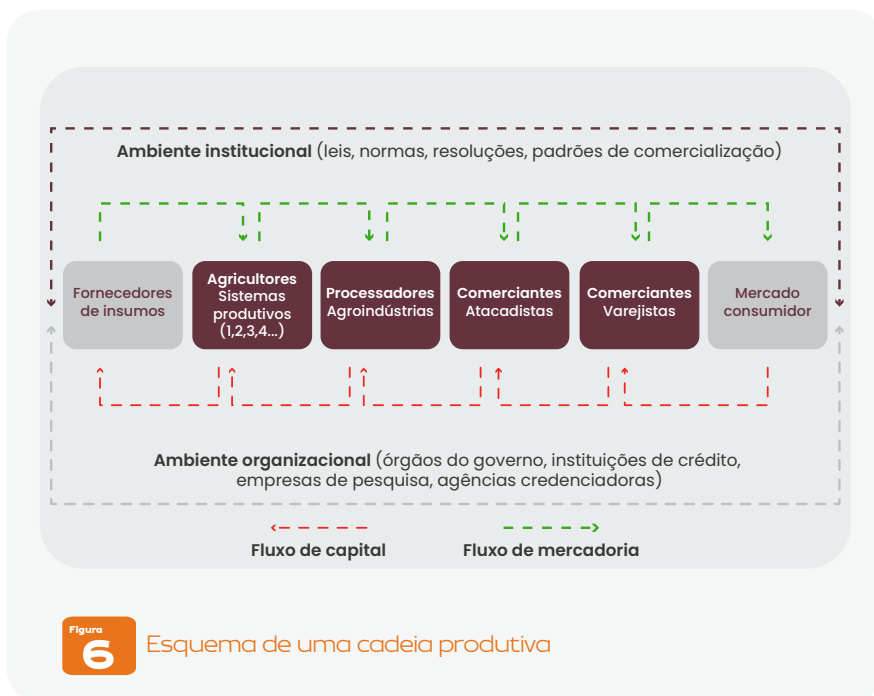 Ambiente institucional (leis, normas, resoluções, padrões de comercialização)
Fornecedores
de insumos
Agricultores
Sistemas
produtivos
(1,2,3,4...)
Processadores
Agroindústrias
Comerciantes
Atacadistas
Comerciantes
Varejistas
Mercado
consumidor
Ambiente organizacional (órgãos do governo, instituições de crédito,
empresas de pesquisa, agências credenciadoras)
Fluxo de capital
Fluxo de mercadoria
Figura
6
Esquema de uma cadeia produtiva